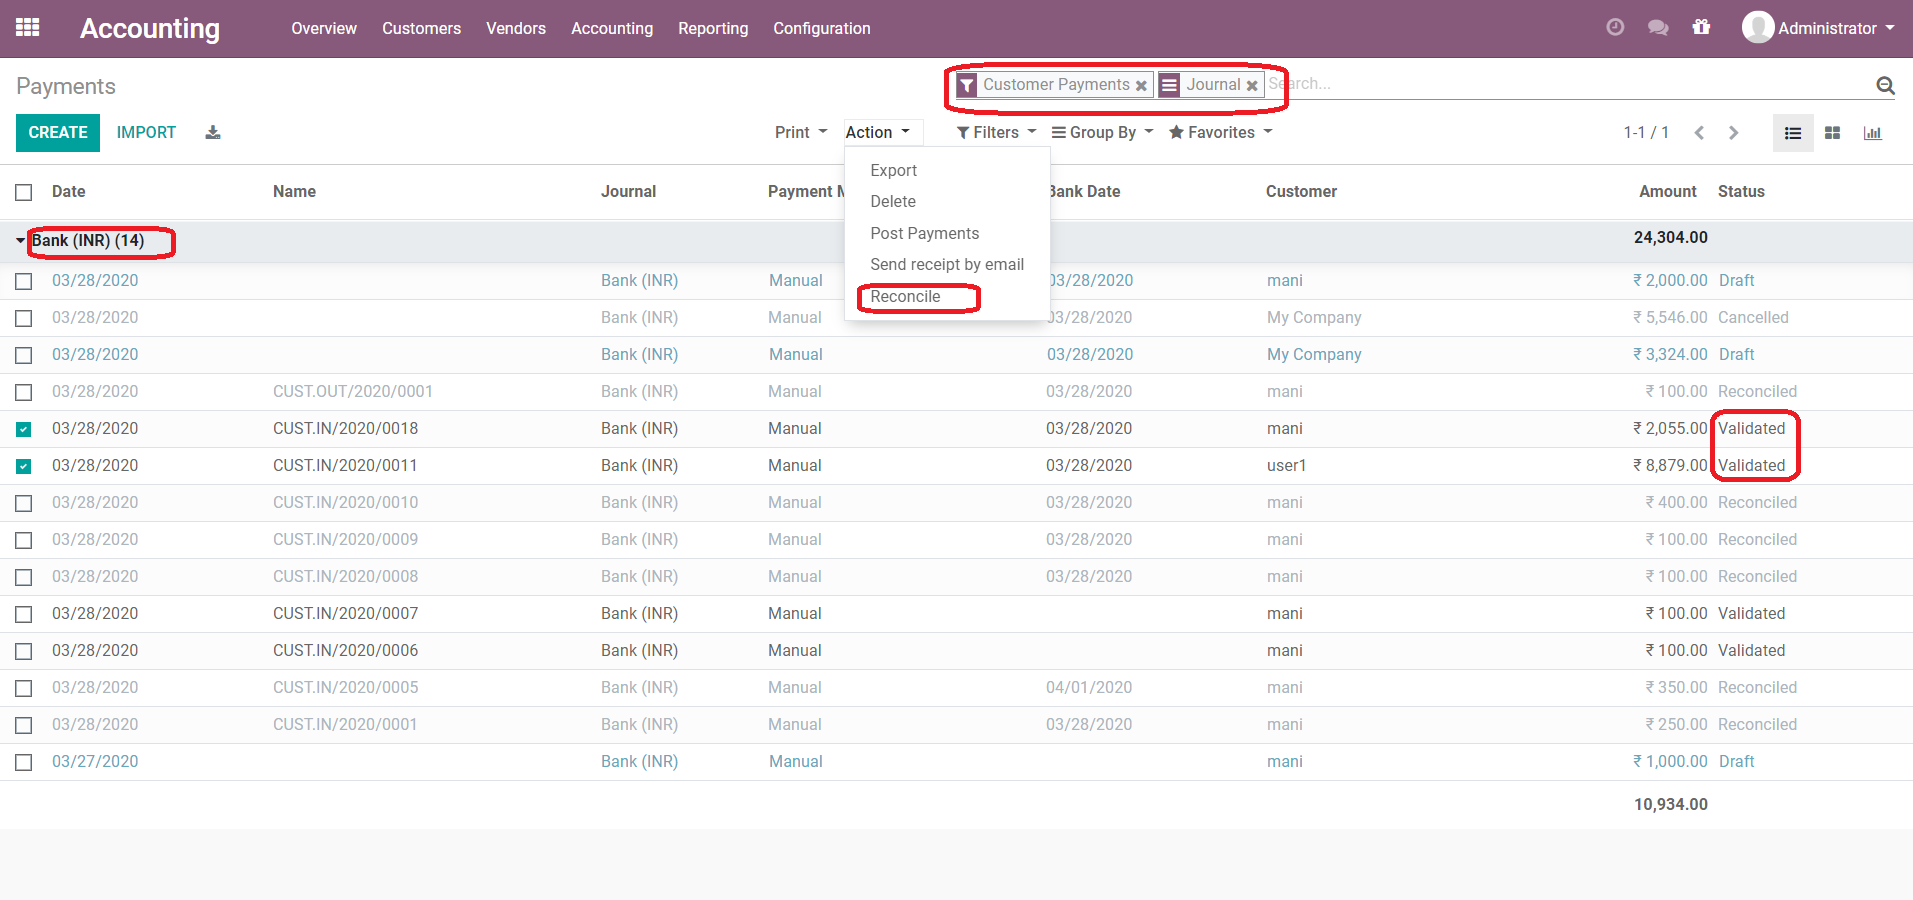 Accounting Overview Customers Vendors Accounting Reporting Configuration Administrator
Payments Customer Payments Journal Search...
CREATE IMPORT Print Action Filters Group By Favorites 1-1 / 1
Export
Delete
Post Payments
Send receipt by email
Reconcile
Date Name Journal Payment M Bank Date Customer Amount Status
Bank (INR) (14) 24,304.00
03/28/2020 Bank (INR) Manual 03/28/2020 mani ₹ 2,000.00 Draft
03/28/2020 Bank (INR) Manual 03/28/2020 My Company ₹ 5,546.00 Cancelled
03/28/2020 Bank (INR) Manual 03/28/2020 My Company ₹ 3,324.00 Draft
03/28/2020 CUST.OUT/2020/0001 Bank (INR) Manual 03/28/2020 mani ₹ 100.00 Reconciled
03/28/2020 CUST.IN/2020/0018 Bank (INR) Manual 03/28/2020 mani ₹ 2,055.00 Validated
03/28/2020 CUST.IN/2020/0011 Bank (INR) Manual 03/28/2020 user1 ₹ 8,879.00 Validated
03/28/2020 CUST.IN/2020/0010 Bank (INR) Manual 03/28/2020 mani ₹ 400.00 Reconciled
03/28/2020 CUST.IN/2020/0009 Bank (INR) Manual 03/28/2020 mani ₹ 100.00 Reconciled
03/28/2020 CUST.IN/2020/0008 Bank (INR) Manual 03/28/2020 mani ₹ 100.00 Reconciled
03/28/2020 CUST.IN/2020/0007 Bank (INR) Manual mani ₹ 100.00 Validated
03/28/2020 CUST.IN/2020/0006 Bank (INR) Manual mani ₹ 100.00 Validated
03/28/2020 CUST.IN/2020/0005 Bank (INR) Manual 04/01/2020 mani ₹ 350.00 Reconciled
03/28/2020 CUST.IN/2020/0001 Bank (INR) Manual 03/28/2020 mani ₹ 250.00 Reconciled
03/27/2020 Bank (INR) Manual mani ₹ 1,000.00 Draft
10,934.00